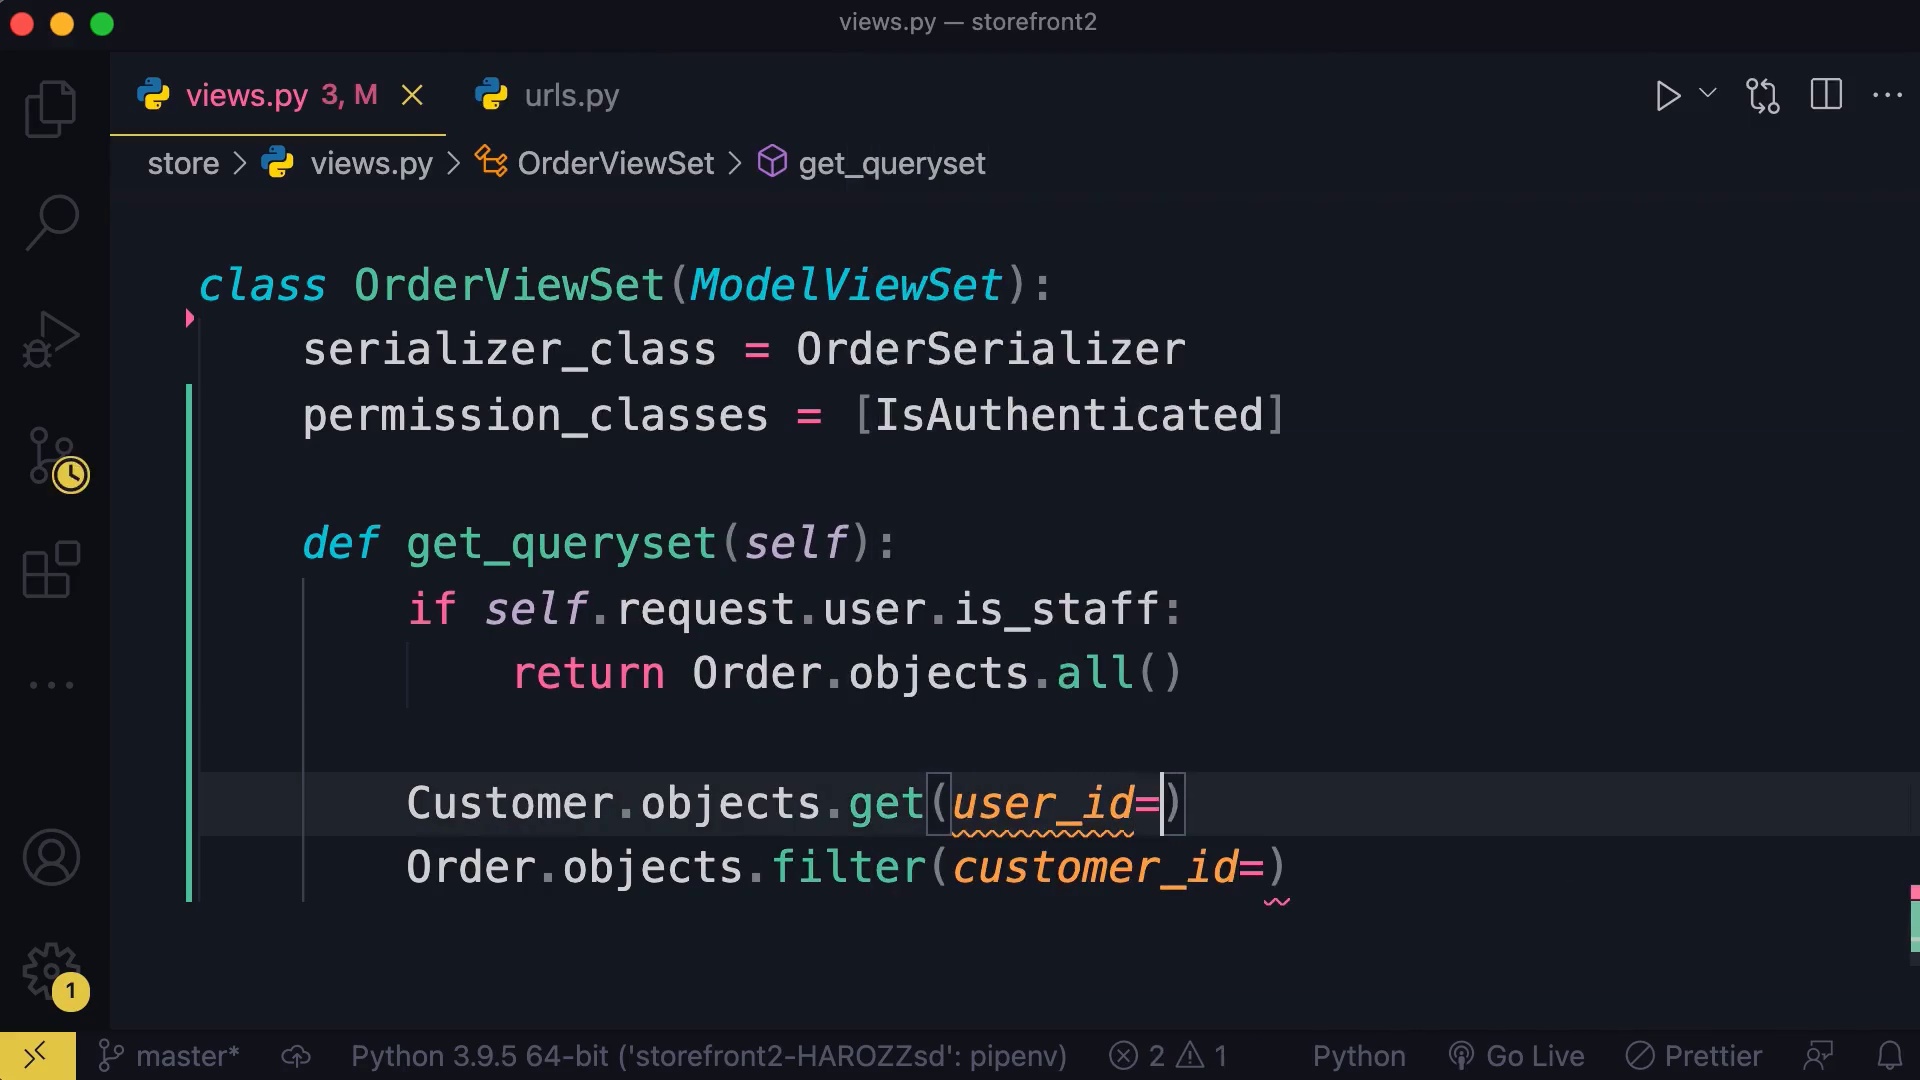 views.py — storefront2
views.py 3, M urls.py
store > views.py > OrderViewSet > get_queryset
class OrderViewSet(ModelViewSet):
serializer_class = OrderSerializer
permission_classes = [IsAuthenticated]
def get_queryset(self):
if self.request.user.is_staff:
return Order.objects.all()
Customer.objects.get(user_id=)
Order.objects.filter(customer_id=)
1
master* Python 3.9.5 64-bit ('storefront2-HAROZZsd': pipenv) 2 1 Python Go Live Prettier